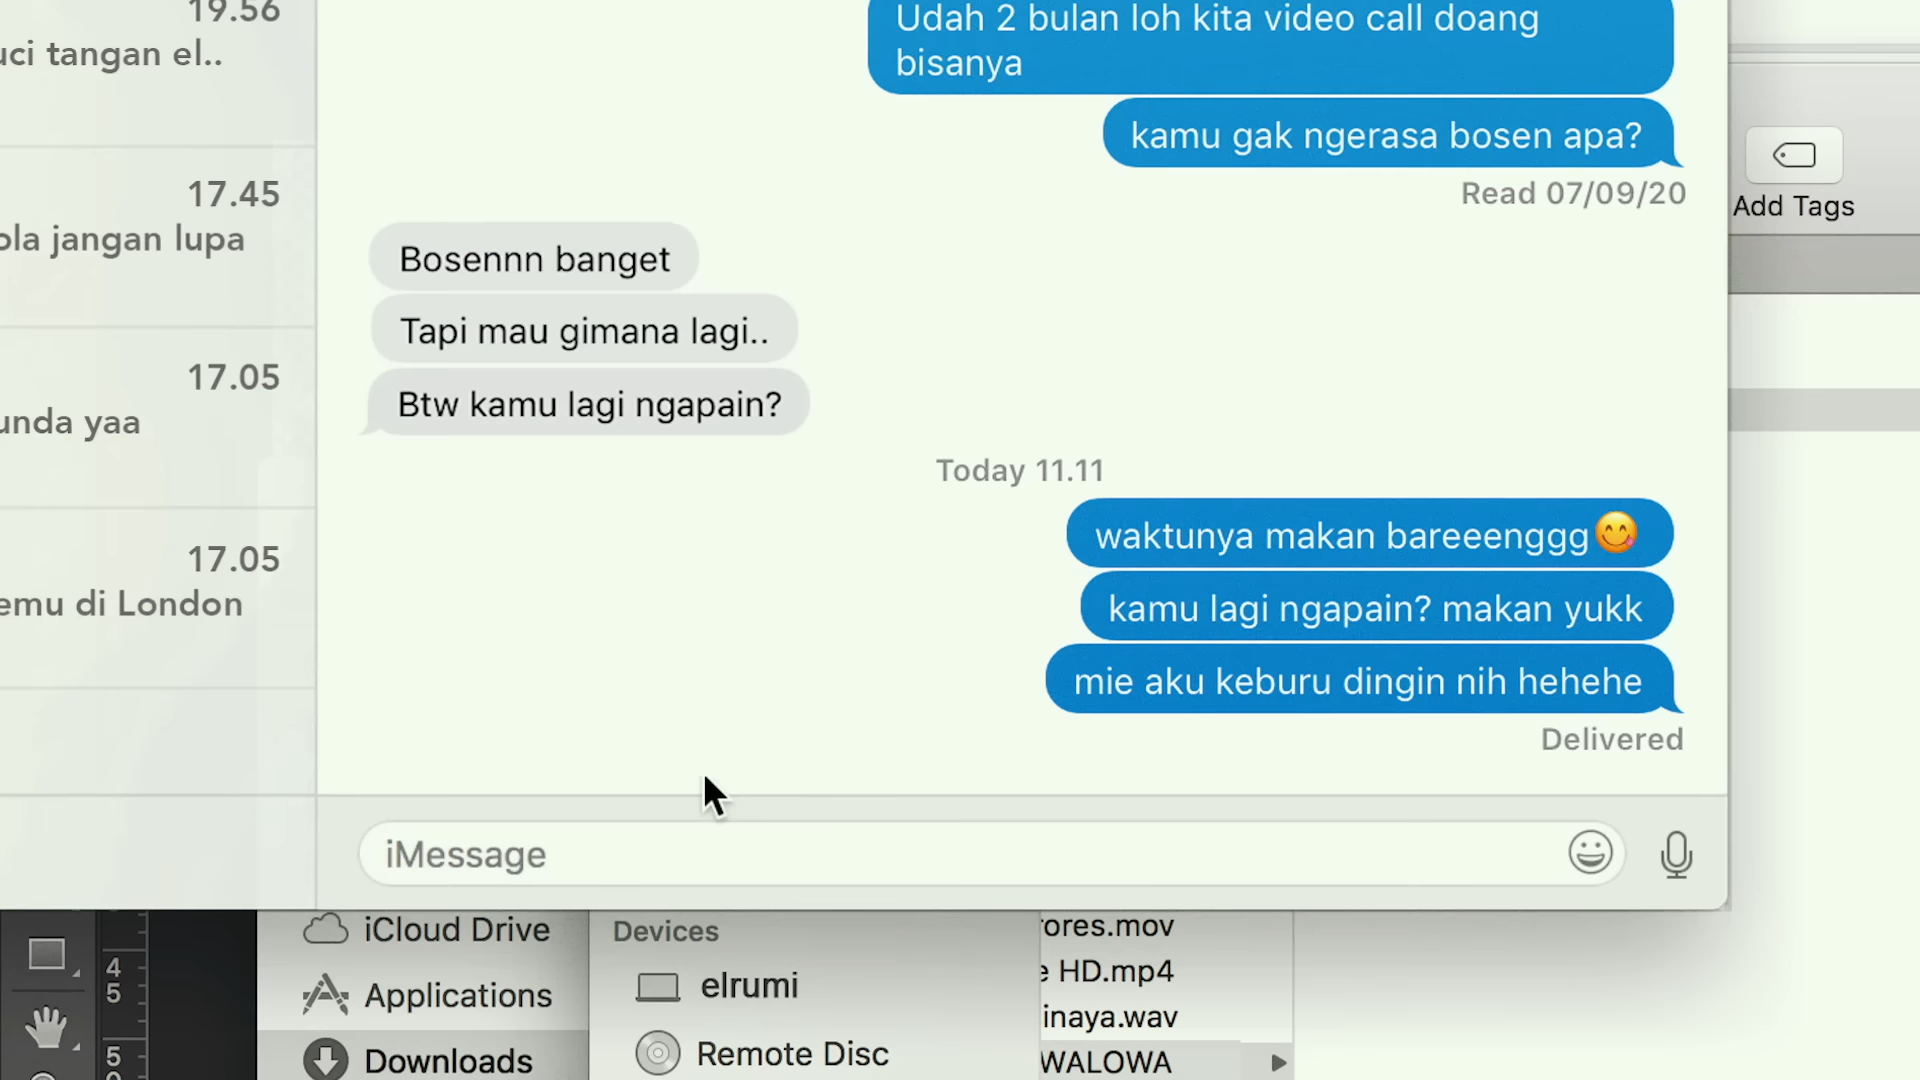 19.56
uci tangan el..
17.45
ola jangan lupa
17.05
unda yaa
17.05
emu di London
Udah 2 bulan loh kita video call doang
bisanya
kamu gak ngerasa bosen apa?
Read 07/09/20
Bosennn banget
Tapi mau gimana lagi..
Btw kamu lagi ngapain?
Today 11.11
waktunya makan bareeenggg😋
kamu lagi ngapain? makan yukk
mie aku keburu dingin nih hehehe
Delivered
iMessage
Add Tags
4
5
5
iCloud Drive
Applications
Downloads
Devices
elrumi
Remote Disc
ores.mov
e HD.mp4
inaya.wav
WALOWA